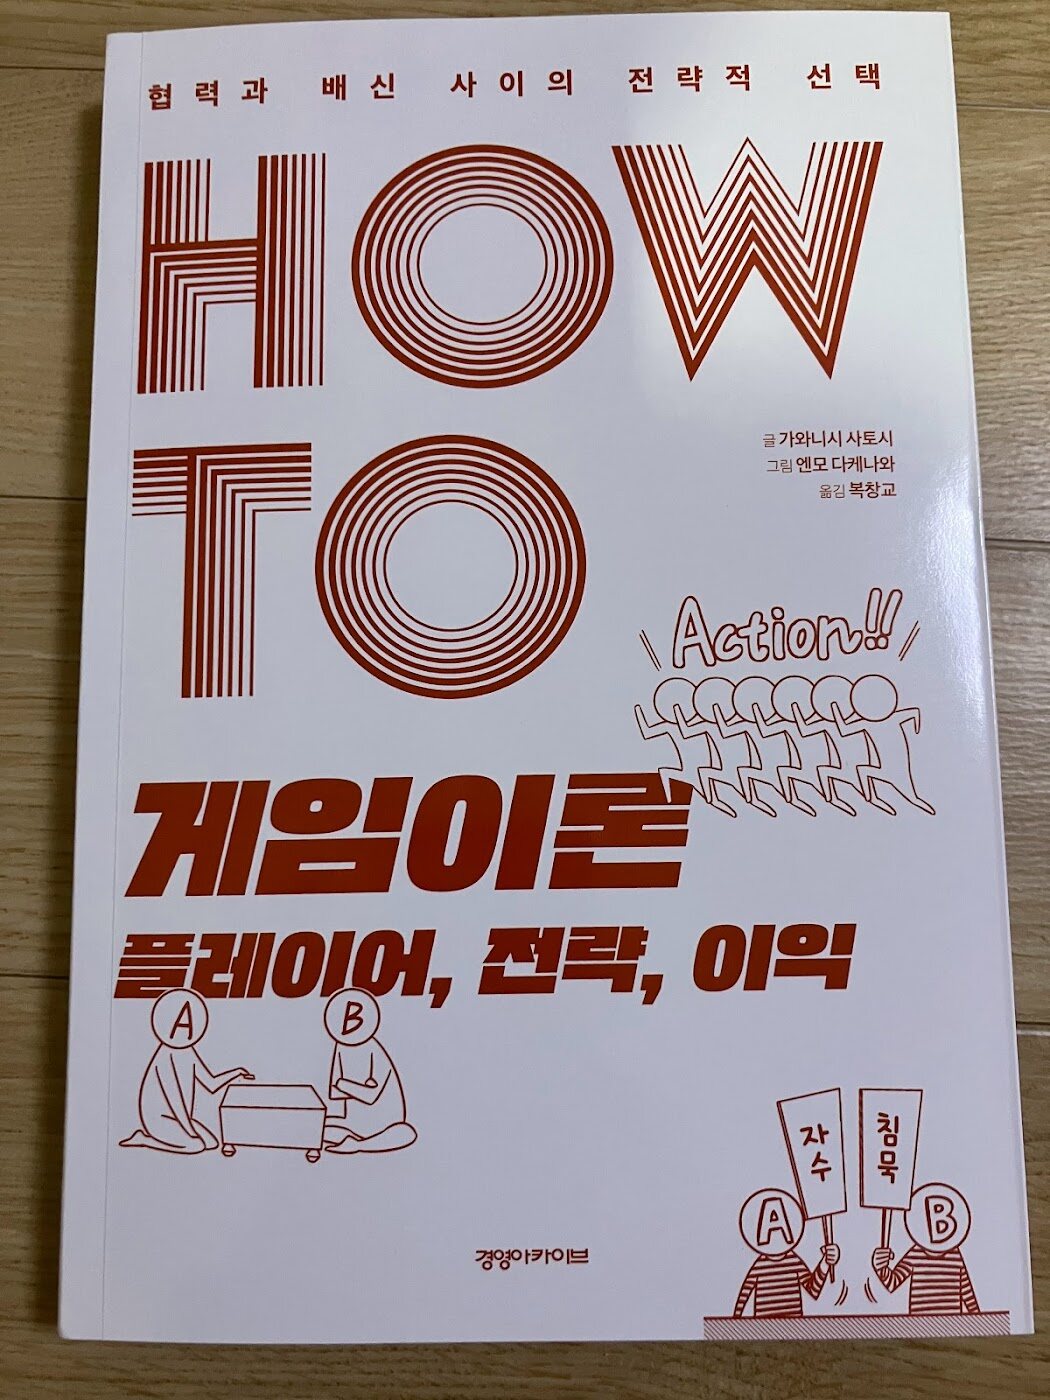 협력과 배신 사이의 전략적 선택
HOW
TO
글 가와니시 사토시
그림 엔모 다케나와
옮김 복창교
Action!!
게임이론
플레이어, 전략, 이익
A
B
자수
침묵
A
B
경영아카이브